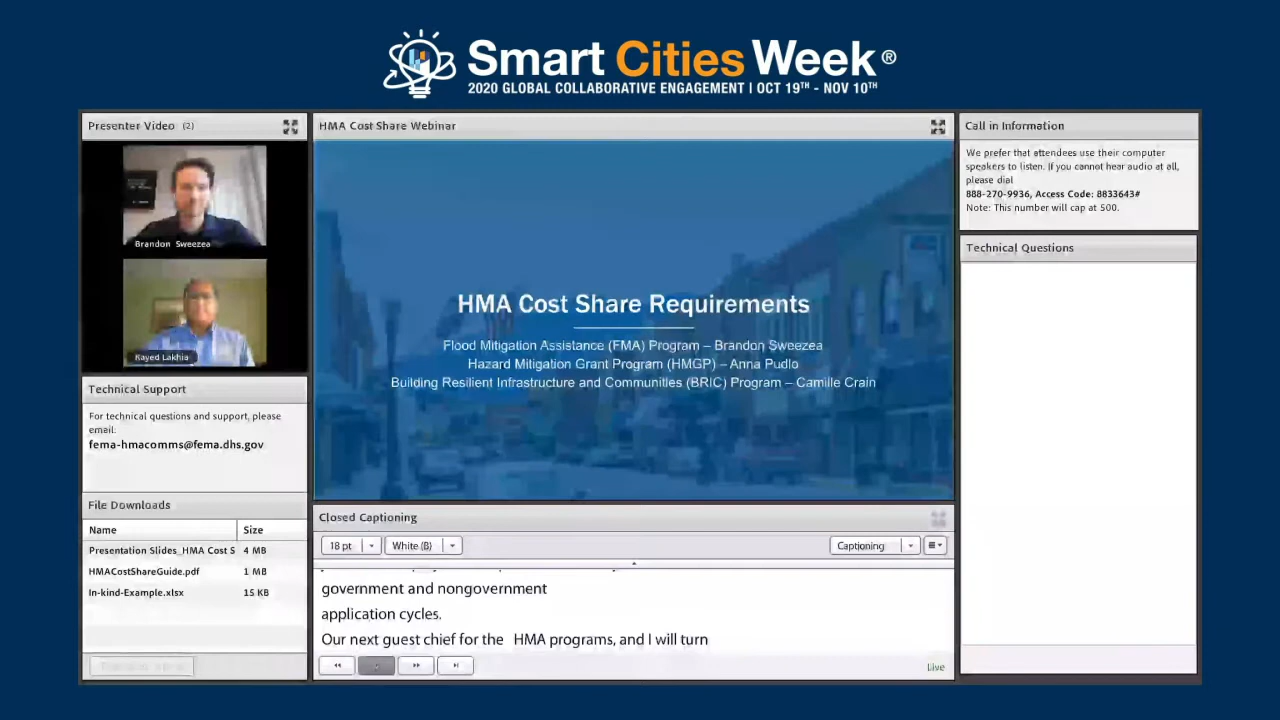 Smart Cities Week®
2020 GLOBAL COLLABORATIVE ENGAGEMENT | OCT 19TH - NOV 10TH
Presenter Video (2)
Brandon Sweezea
Kayed Lakhia
Technical Support
For technical questions and support, please
email:
fema-hmacomms@fema.dhs.gov
File Downloads
Name Size
Presentation Slides_HMA Cost S 4 MB
HMACostShareGuide.pdf 1 MB
In-kind-Example.xlsx 15 KB
HMA Cost Share Webinar
HMA Cost Share Requirements
Flood Mitigation Assistance (FMA) Program – Brandon Sweezea
Hazard Mitigation Grant Program (HMGP) – Anna Pudlo
Building Resilient Infrastructure and Communities (BRIC) Program – Camille Crain
Closed Captioning
18 pt White (B) Captioning
government and nongovernment
application cycles.
Our next guest chief for the HMA programs, and I will turn
Live
Call in Information
We prefer that attendees use their computer
speakers to listen. If you cannot hear audio at all,
please dial
888-270-9936, Access Code: 8833643#
Note: This number will cap at 500.
Technical Questions